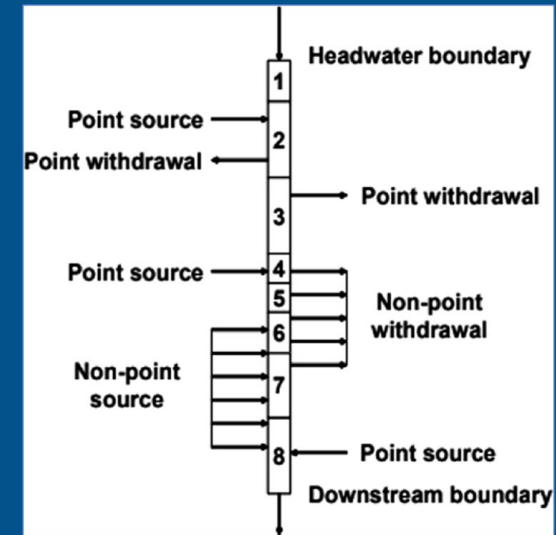 Headwater boundary
1
Point source
2
Point withdrawal
Point withdrawal
3
Point source
4
5
Non-point
withdrawal
6
Non-point
source
7
8
Point source
Downstream boundary